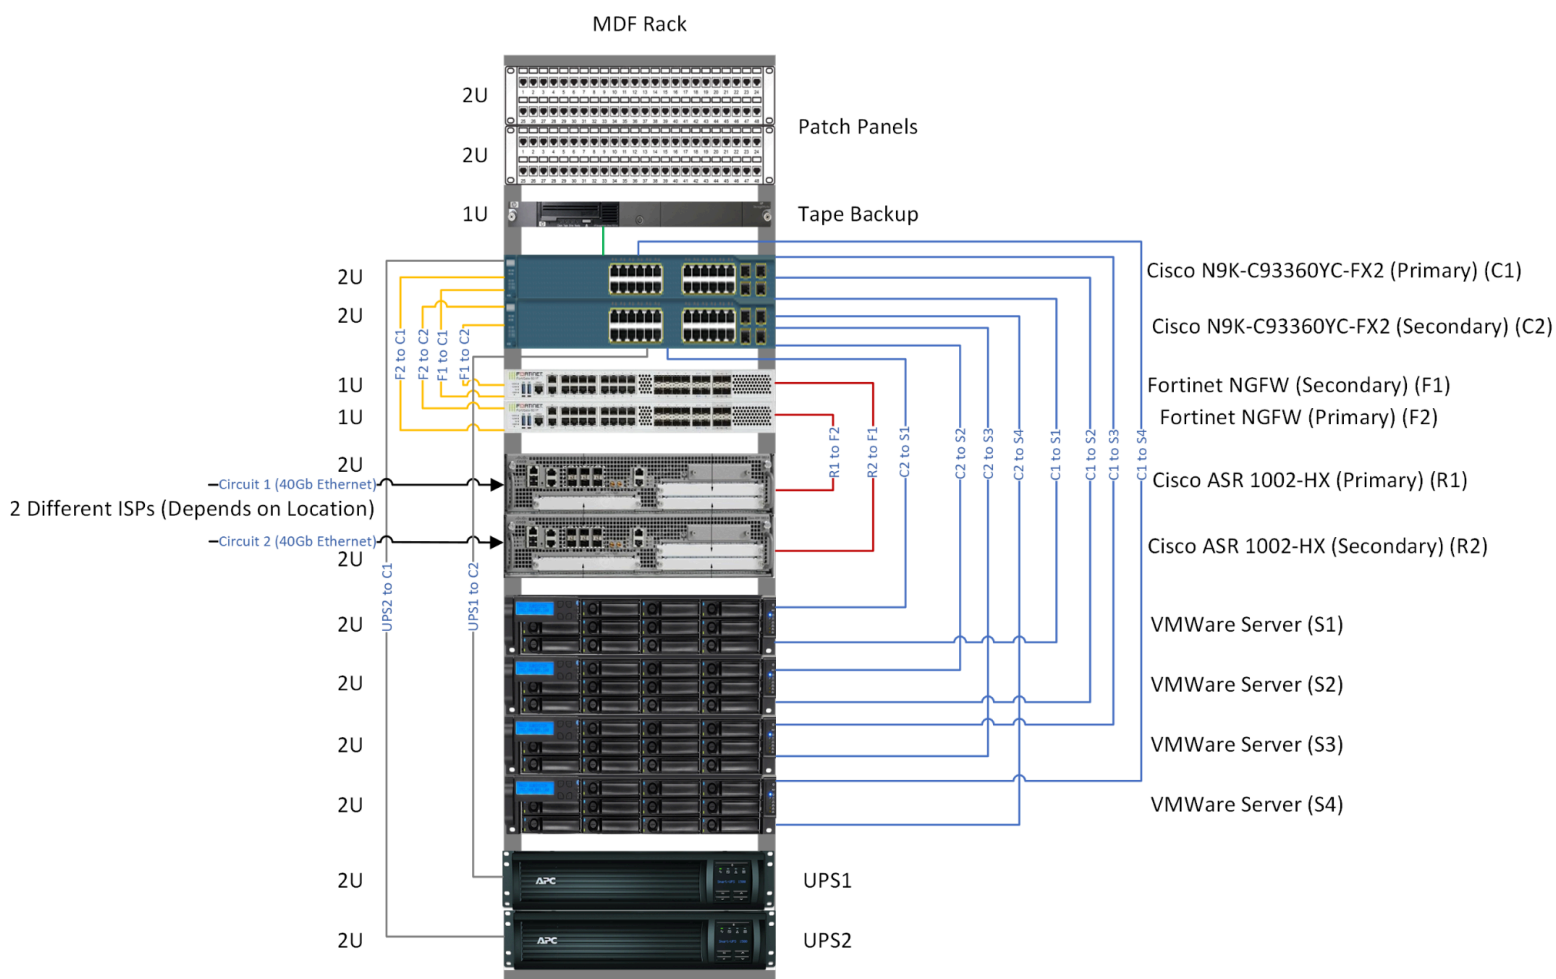 MDF Rack
2U
2U
Patch Panels
1U
Tape Backup
2U
Cisco N9K-C93360YC-FX2 (Primary) (C1)
2U
Cisco N9K-C93360YC-FX2 (Secondary) (C2)
F2 to C1
F2 to C2
F1 to C1
F1 to C2
1U
FORTINET
Fortinet NGFW (Secondary) (F1)
1U
FORTINET
Fortinet NGFW (Primary) (F2)
R1 to F2
R2 to F1
C2 to S1
C2 to S2
C2 to S3
C2 to S4
C1 to S1
C1 to S2
C1 to S3
C1 to S4
2U
Circuit 1 (40Gb Ethernet)
Cisco ASR 1002-HX (Primary) (R1)
2 Different ISPs (Depends on Location)
Circuit 2 (40Gb Ethernet)
2U
Cisco ASR 1002-HX (Secondary) (R2)
UPS2 to C1
UPS1 to C2
2U
VMWare Server (S1)
2U
VMWare Server (S2)
2U
VMWare Server (S3)
2U
VMWare Server (S4)
2U
APC
UPS1
2U
APC
UPS2